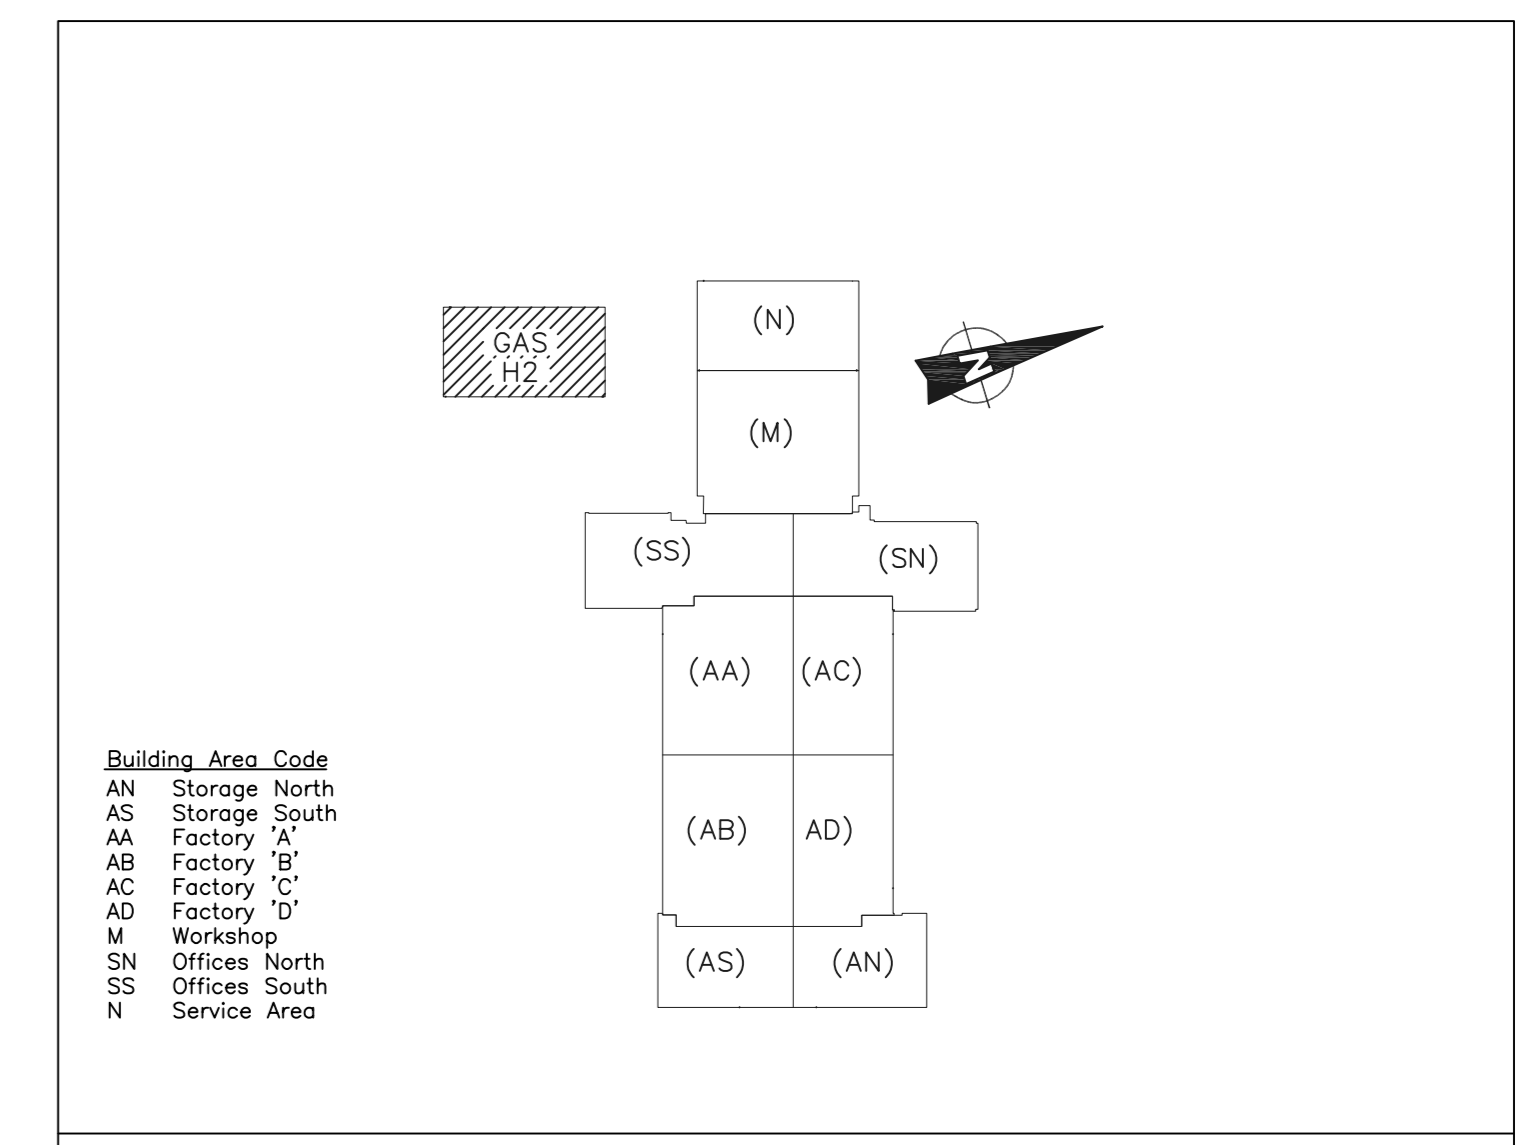 (N)
GAS
H2
N
(M)
(SS)
(SN)
(AA)
(AC)
(AB)
AD)
(AS)
(AN)
Building Area Code
AN Storage North
AS Storage South
AA Factory 'A'
AB Factory 'B'
AC Factory 'C'
AD Factory 'D'
M Workshop
SN Offices North
SS Offices South
N Service Area